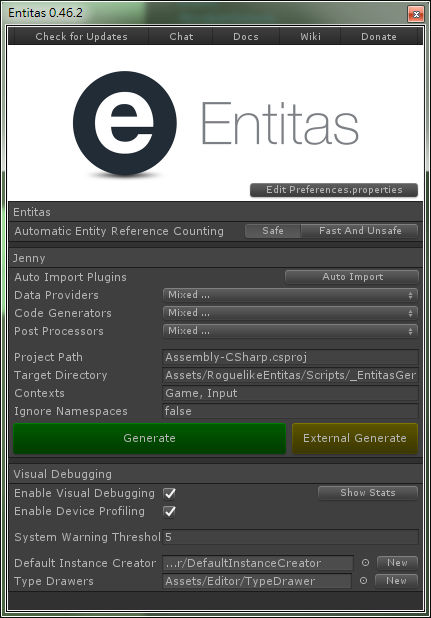 Entitas 0.46.2
Check for Updates Chat Docs Wiki Donate
e Entitas
Edit Preferences.properties
Entitas
Automatic Entity Reference Counting Safe Fast And Unsafe
Jenny
Auto Import Plugins Auto Import
Data Providers Mixed ...
Code Generators Mixed ...
Post Processors Mixed ...
Project Path Assembly-CSharp.csproj
Target Directory Assets/RoguelikeEntitas/Scripts/_EntitasGer
Contexts Game, Input
Ignore Namespaces false
Generate External Generate
Visual Debugging
Enable Visual Debugging Show Stats
Enable Device Profiling
System Warning Threshol 5
Default Instance Creator ...r/DefaultInstanceCreator New
Type Drawers Assets/Editor/TypeDrawer New